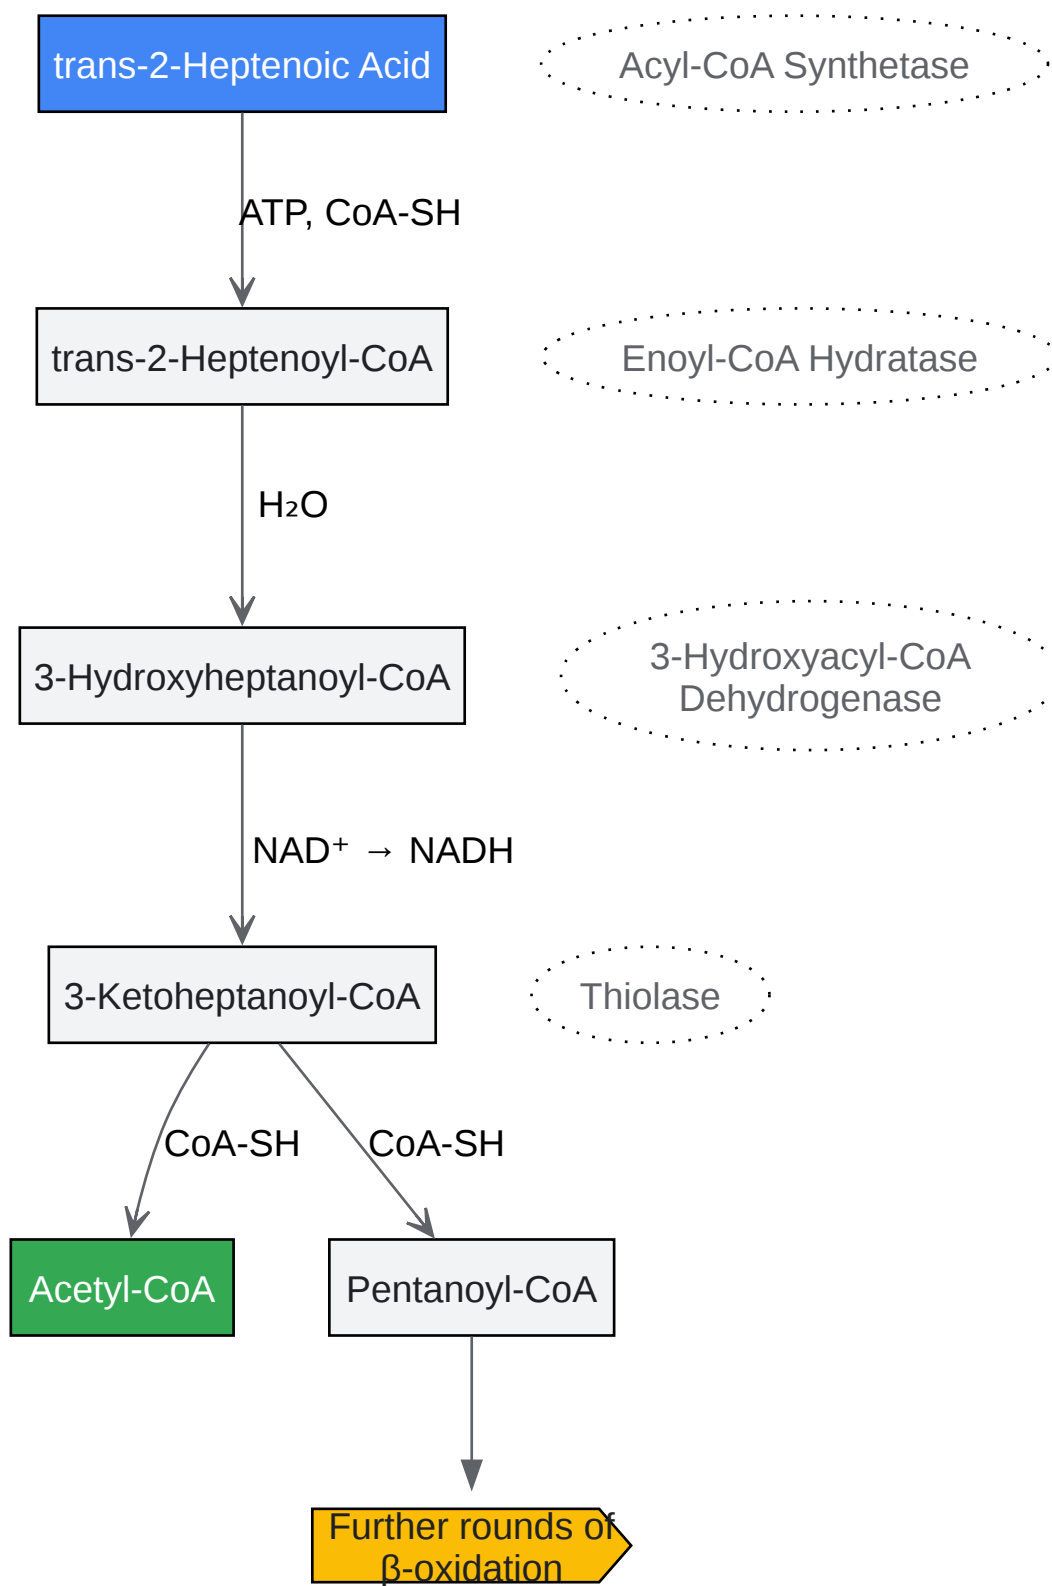 trans-2-Heptenoic Acid
Acyl-CoA Synthetase
ATP, CoA-SH
trans-2-Heptenoyl-CoA
Enoyl-CoA Hydratase
H₂O
3-Hydroxyheptanoyl-CoA
3-Hydroxyacyl-CoA
Dehydrogenase
NAD⁺ → NADH
3-Ketoheptanoyl-CoA
Thiolase
CoA-SH
CoA-SH
Acetyl-CoA
Pentanoyl-CoA
Further rounds of
β-oxidation